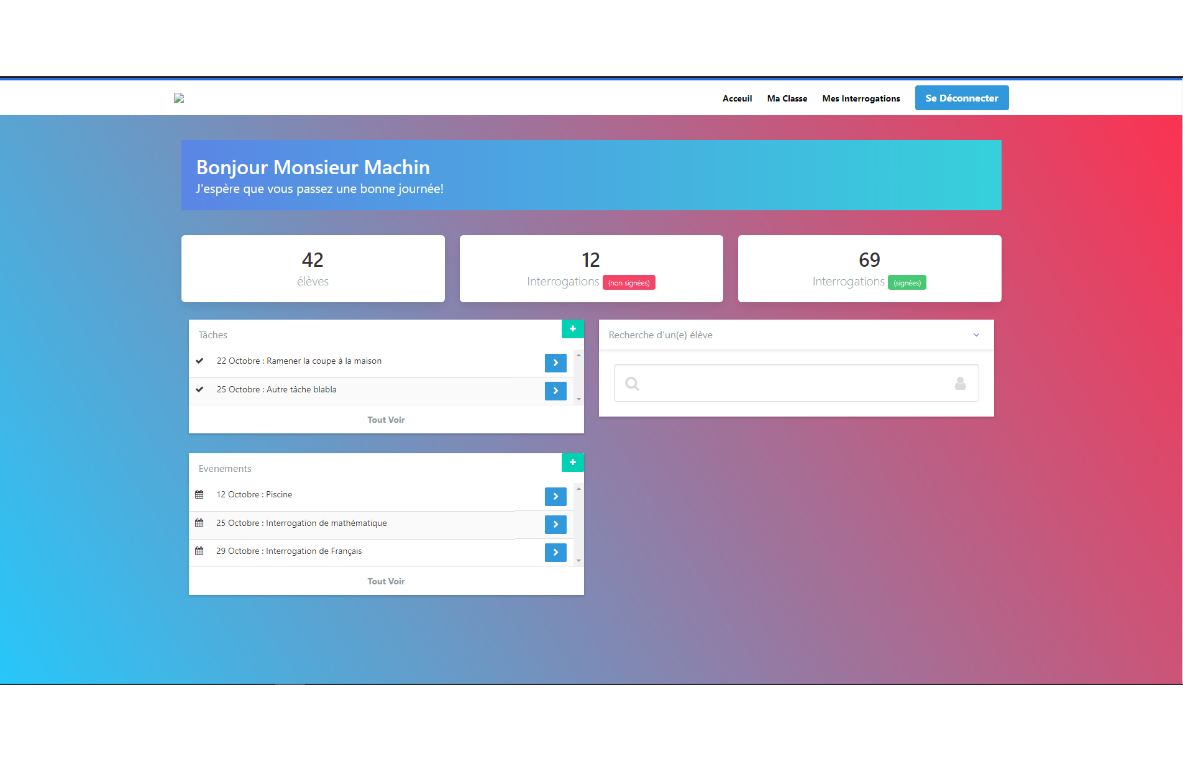 Acceuil Ma Classe Mes Interrogations Se Déconnecter
Bonjour Monsieur Machin
J'espère que vous passez une bonne journée!
42
élèves
12
Interrogations (non signées)
69
Interrogations (signées)
Tâches
+
22 Octobre : Ramener la coupe à la maison
25 Octobre : Autre tâche blabla
Tout Voir
Recherche d'un(e) élève
Evenements
+
12 Octobre : Piscine
25 Octobre : Interrogation de mathématique
29 Octobre : Interrogation de Français
Tout Voir